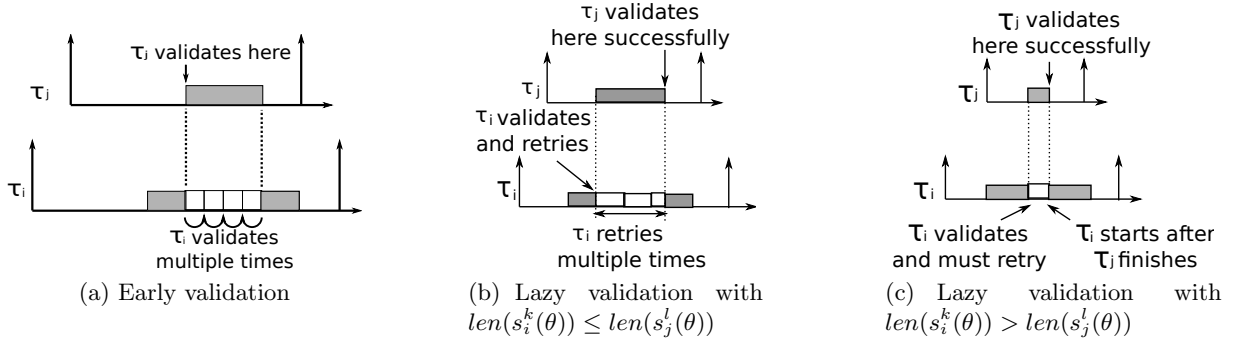 τj validates here
τj
τi
τi validates
multiple times
(a) Early validation
τj validates
here successfully
τj
τi validates
and retries
τi
τi retries
multiple times
(b) Lazy validation with
len(s_i^k(θ)) ≤ len(s_j^l(θ))
τj validates
here successfully
τj
τi
τi validates
and must retry
τi starts after
τj finishes
(c) Lazy validation with
len(s_i^k(θ)) > len(s_j^l(θ))